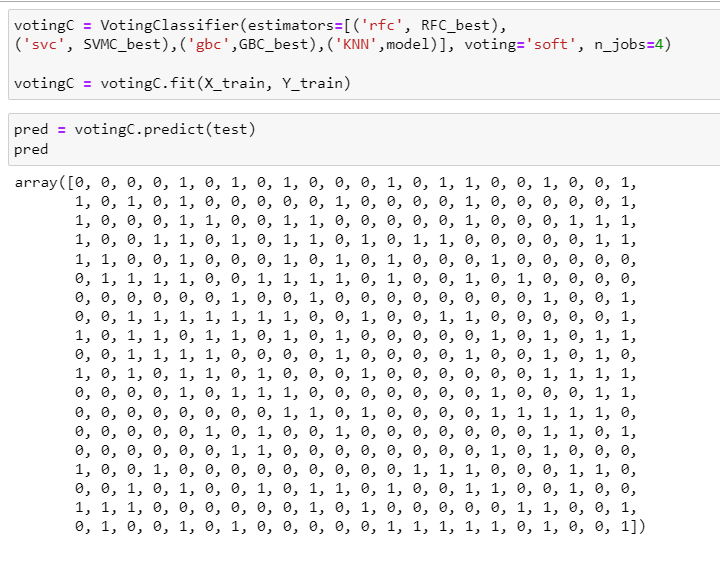 votingC = VotingClassifier(estimators=[('rfc', RFC_best),
('svc', SVMC_best),('gbc',GBC_best),('KNN',model)], voting='soft', n_jobs=4)
votingC = votingC.fit(X_train, Y_train)
pred = votingC.predict(test)
pred
array([0, 0, 0, 0, 1, 0, 1, 0, 1, 0, 0, 0, 1, 0, 1, 1, 0, 0, 1, 0, 0, 1,
1, 0, 1, 0, 1, 0, 0, 0, 0, 0, 1, 0, 0, 0, 0, 1, 0, 0, 0, 0, 0, 1,
1, 0, 0, 0, 1, 1, 0, 0, 1, 1, 0, 0, 0, 0, 0, 1, 0, 0, 0, 1, 1, 1,
1, 0, 0, 1, 1, 0, 1, 0, 1, 1, 0, 1, 0, 1, 1, 0, 0, 0, 0, 0, 1, 1,
1, 1, 0, 0, 1, 0, 0, 0, 1, 0, 1, 0, 1, 0, 0, 0, 1, 0, 0, 0, 0, 0,
0, 1, 1, 1, 1, 0, 0, 1, 1, 1, 1, 0, 1, 0, 0, 1, 0, 1, 0, 0, 0, 0,
0, 0, 0, 0, 0, 0, 1, 0, 0, 1, 0, 0, 0, 0, 0, 0, 0, 0, 1, 0, 0, 1,
0, 0, 1, 1, 1, 1, 1, 1, 1, 0, 0, 1, 0, 0, 1, 1, 0, 0, 0, 0, 0, 1,
1, 0, 1, 1, 0, 1, 1, 0, 1, 0, 1, 0, 0, 0, 0, 0, 1, 0, 1, 0, 1, 1,
0, 0, 1, 1, 1, 1, 0, 0, 0, 0, 1, 0, 0, 0, 0, 1, 0, 0, 1, 0, 1, 0,
1, 0, 1, 0, 1, 1, 0, 1, 0, 0, 0, 1, 0, 0, 0, 0, 0, 0, 1, 1, 1, 1,
0, 0, 0, 0, 1, 0, 1, 1, 1, 0, 0, 0, 0, 0, 0, 0, 1, 0, 0, 0, 1, 1,
0, 0, 0, 0, 0, 0, 0, 0, 1, 1, 0, 1, 0, 0, 0, 0, 1, 1, 1, 1, 1, 0,
0, 0, 0, 0, 0, 1, 0, 1, 0, 0, 1, 0, 0, 0, 0, 0, 0, 0, 1, 1, 0, 1,
0, 0, 0, 0, 0, 0, 1, 1, 0, 0, 0, 0, 0, 0, 0, 0, 1, 0, 1, 0, 0, 0,
1, 0, 0, 1, 0, 0, 0, 0, 0, 0, 0, 0, 0, 1, 1, 1, 0, 0, 0, 1, 1, 0,
0, 0, 1, 0, 1, 0, 0, 1, 0, 1, 1, 0, 1, 0, 0, 1, 1, 0, 0, 1, 0, 0,
1, 1, 1, 0, 0, 0, 0, 0, 0, 1, 0, 1, 0, 0, 0, 0, 0, 1, 1, 0, 0, 1,
0, 1, 0, 0, 1, 0, 1, 0, 0, 0, 0, 0, 1, 1, 1, 1, 1, 0, 1, 0, 0, 1])